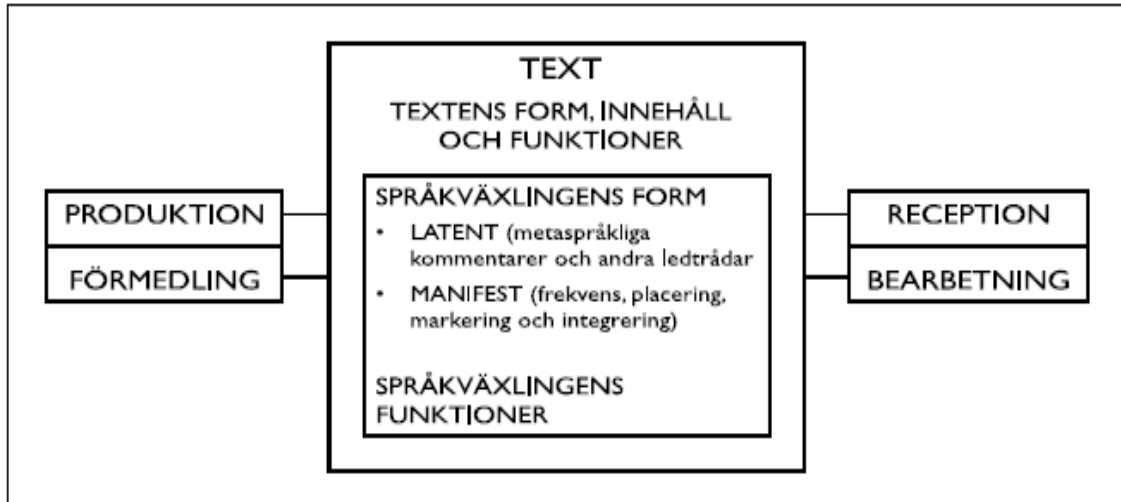 TEXT
TEXTENS FORM, INNEHÅLL
OCH FUNKTIONER
PRODUKTION
FÖRMEDLING
SPRÅKVÄXLINGENS FORM
• LATENT (metaspråkliga
kommentarer och andra ledtrådar
• MANIFEST (frekvens, placering,
markering och integrering)
SPRÅKVÄXLINGENS
FUNKTIONER
RECEPTION
BEARBETNING